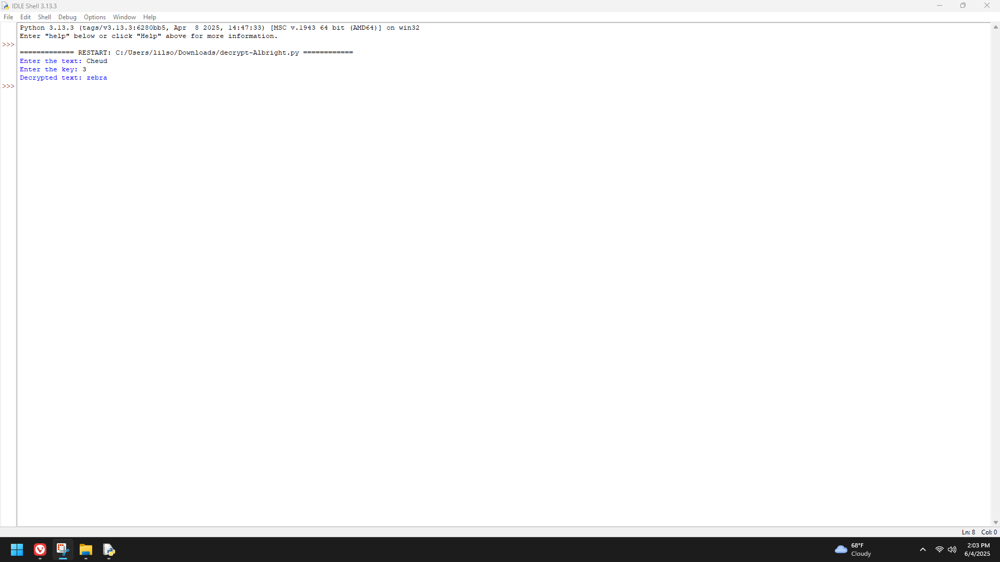 IDLE Shell 3.13.3
File Edit Shell Debug Options Window Help
Python 3.13.3 (tags/v3.13.3:6280bb5, Apr  8 2025, 14:47:33) [MSC v.1943 64 bit (AMD64)] on win32
Enter "help" below or click "Help" above for more information.
>>>
============= RESTART: C:/Users/lilso/Downloads/decrypt-Albright.py ============
Enter the text: Cheud
Enter the key: 3
Decrypted text: zebra
>>>
Ln: 8 Col: 0
68°F
Cloudy
2:03 PM
6/4/2025